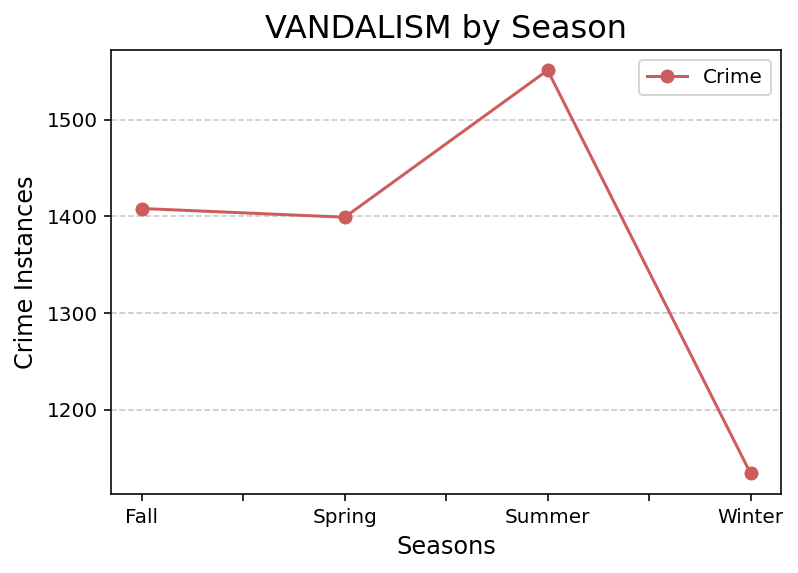 VANDALISM by Season
Crime
Crime Instances
1500
1400
1300
1200
Fall Spring Summer Winter
Seasons